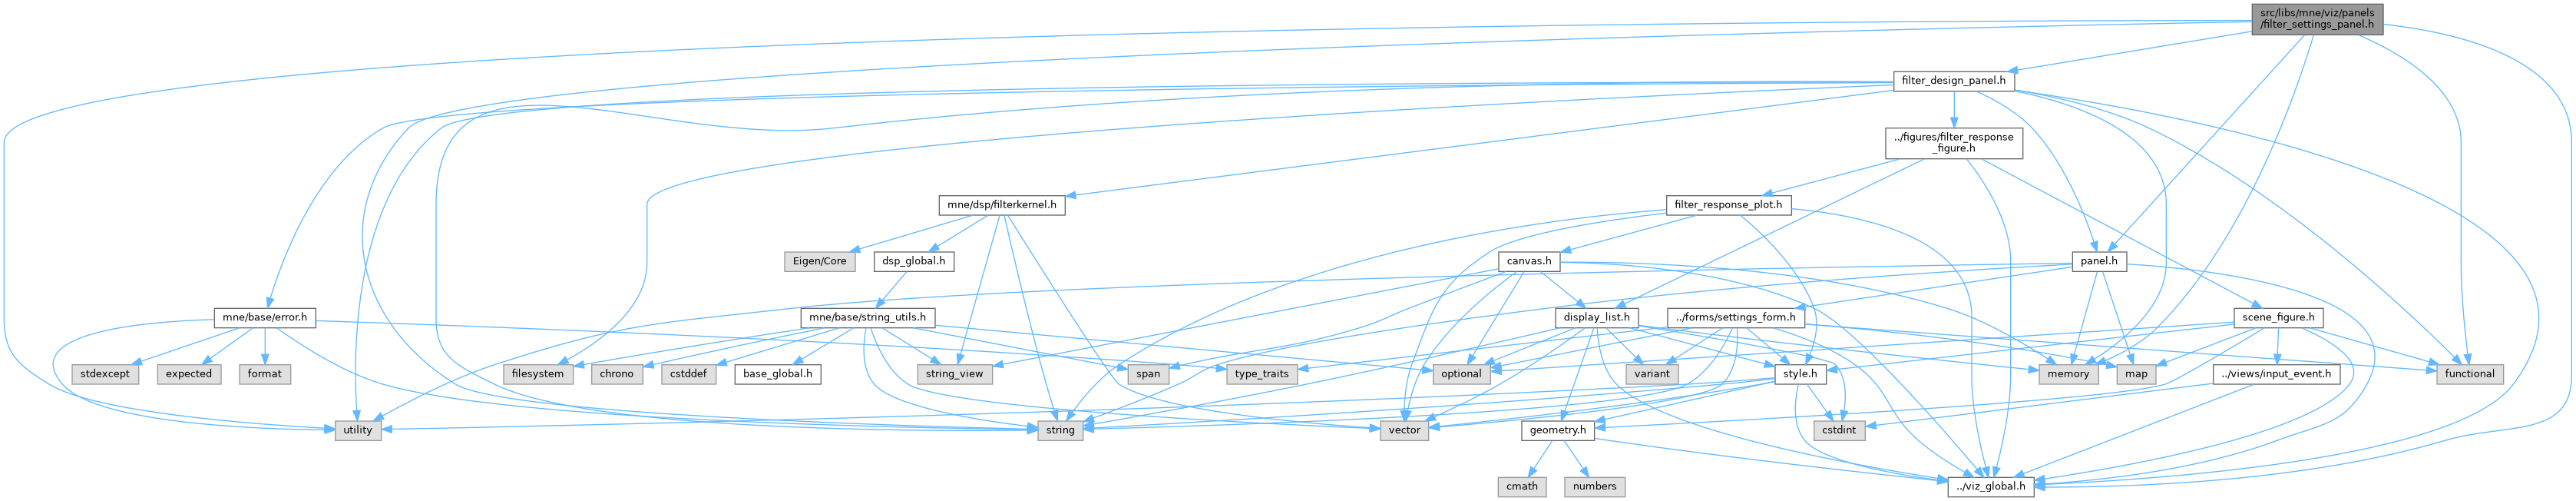 src/libs/mne/viz/panels
/filter_settings_panel.h
filter_design_panel.h
../figures/filter_response
_figure.h
mne/dsp/filterkernel.h
filter_response_plot.h
Eigen/Core
dsp_global.h
canvas.h
panel.h
mne/base/error.h
mne/base/string_utils.h
display_list.h
../forms/settings_form.h
scene_figure.h
stdexcept
expected
format
filesystem
chrono
cstddef
base_global.h
string_view
span
type_traits
optional
variant
style.h
memory
map
../views/input_event.h
functional
utility
string
vector
geometry.h
cstdint
cmath
numbers
../viz_global.h